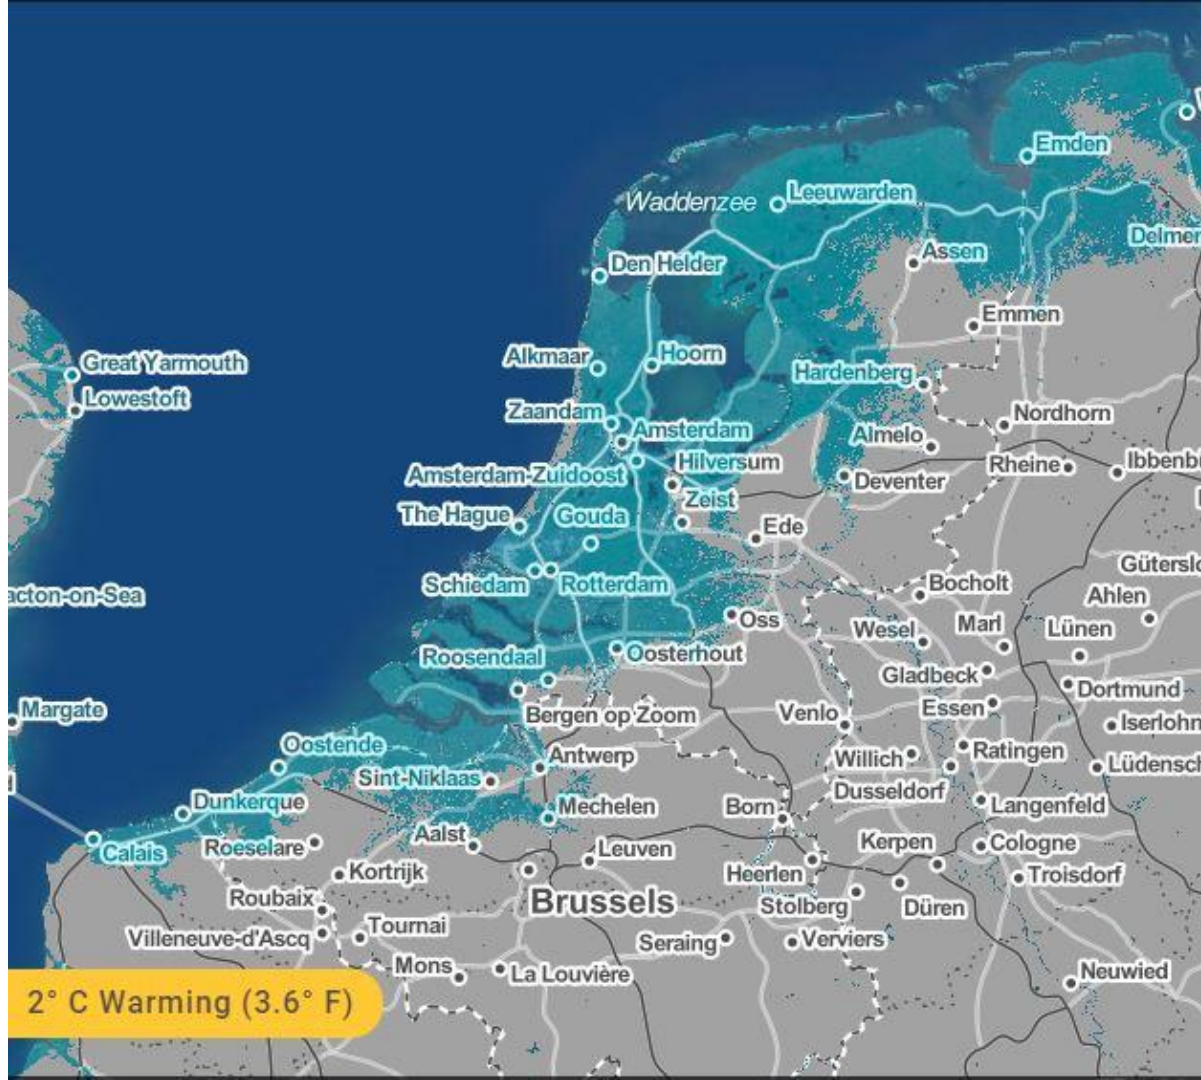 Emden
Leeuwarden
Waddenzee
Delmen
Assen
Den Helder
Emmen
Great Yarmouth
Alkmaar
Hoorn
Hardenberg
Lowestoft
Zaandam
Nordhorn
Amsterdam
Almelo
Hilversum
Rheine
Ibbenbü
Amsterdam-Zuidoost
Deventer
Zeist
The Hague
Gouda
Ede
Gütersl
Schiedam
Rotterdam
Bocholt
acton-on-Sea
Ahlen
Oss
Wesel
Marl
Lünen
Roosendaal
Oosterhout
Gladbeck
Dortmund
Margate
Bergen op Zoom
Venlo
Essen
Iserlohn
Oostende
Antwerp
Willich
Ratingen
Lüdensch
Sint-Niklaas
Dusseldorf
Dunkerque
Mechelen
Born
Langenfeld
Aalst
Calais
Roeselare
Leuven
Kerpen
Cologne
Kortrijk
Heerlen
Troisdorf
Roubaix
Brussels
Stolberg
Düren
Tournai
Villeneuve-d'Ascq
Seraing
Verviers
Mons
La Louvière
Neuwied
2° C Warming (3.6° F)